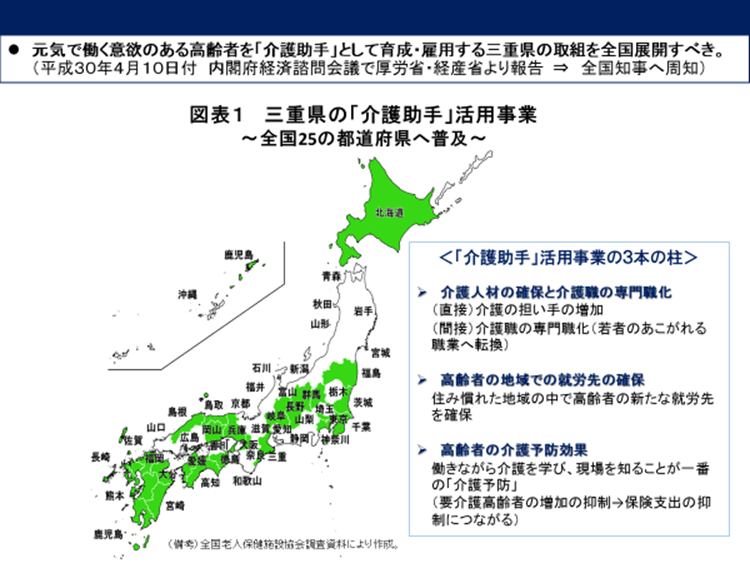 ● 元気で働く意欲のある高齢者を「介護助手」として育成・雇用する三重県の取組を全国展開すべき。
（平成30年4月10日付　内閣府経済諮問会議で厚労省・経産省より報告　⇒　全国知事へ周知）
図表１　三重県の「介護助手」活用事業
～全国25の都道府県へ普及～
北海道
鹿児島
沖縄
青森
秋田
岩手
山形
宮城
石川
新潟
福島
福井
富山
群馬
栃木
島根
鳥取
京都
長野
埼玉
茨城
岐阜
山梨
東京
千葉
山口
広島
岡山
兵庫
滋賀
愛知
静岡
神奈川
佐賀
福岡
香川
大阪
奈良
三重
長崎
大分
愛媛
徳島
和歌山
高知
熊本
宮崎
鹿児島
（備考）全国老人保健施設協会調査資料により作成。
＜「介護助手」活用事業の3本の柱＞
➢ 介護人材の確保と介護職の専門職化
（直接）介護の担い手の増加
（間接）介護職の専門職化（若者のあこがれる
職業へ転換）
➢ 高齢者の地域での就労先の確保
住み慣れた地域の中で高齢者の新たな就労先
を確保
➢ 高齢者の介護予防効果
働きながら介護を学び、現場を知ることが一番
の「介護予防」
（要介護高齢者の増加の抑制→保険支出の抑
制につながる）